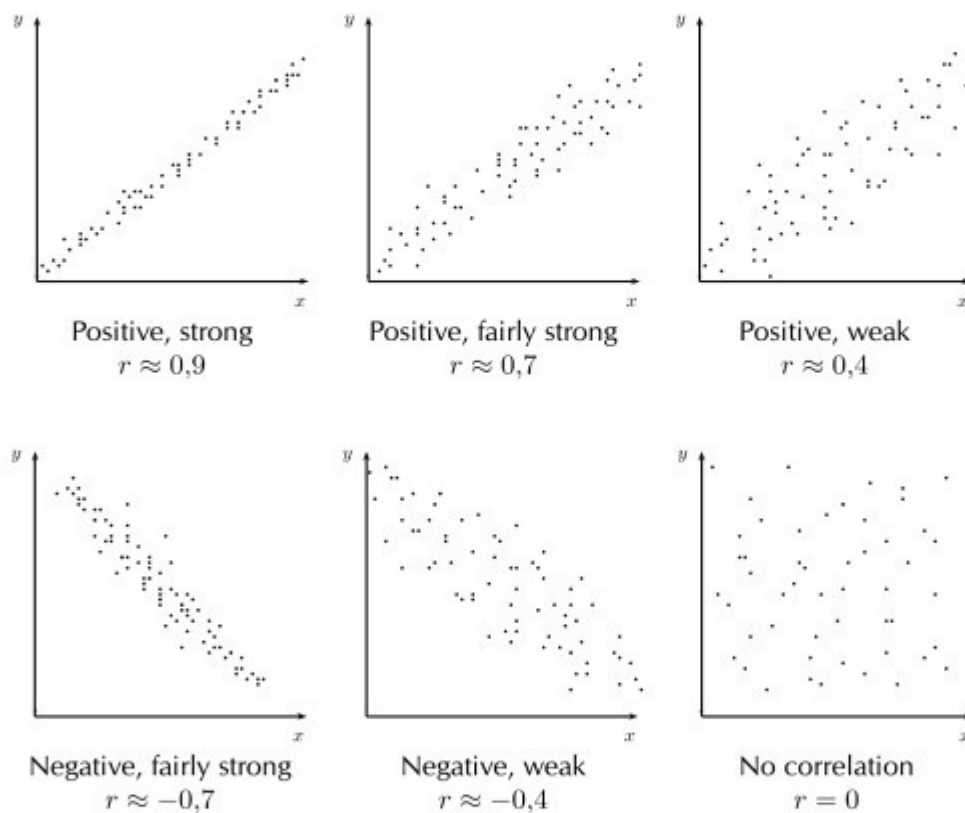 y
y
y
x
x
x
Positive, strong
Positive, fairly strong
Positive, weak
r ≈ 0,9
r ≈ 0,7
r ≈ 0,4
y
y
y
x
x
x
Negative, fairly strong
Negative, weak
No correlation
r ≈ −0,7
r ≈ −0,4
r = 0